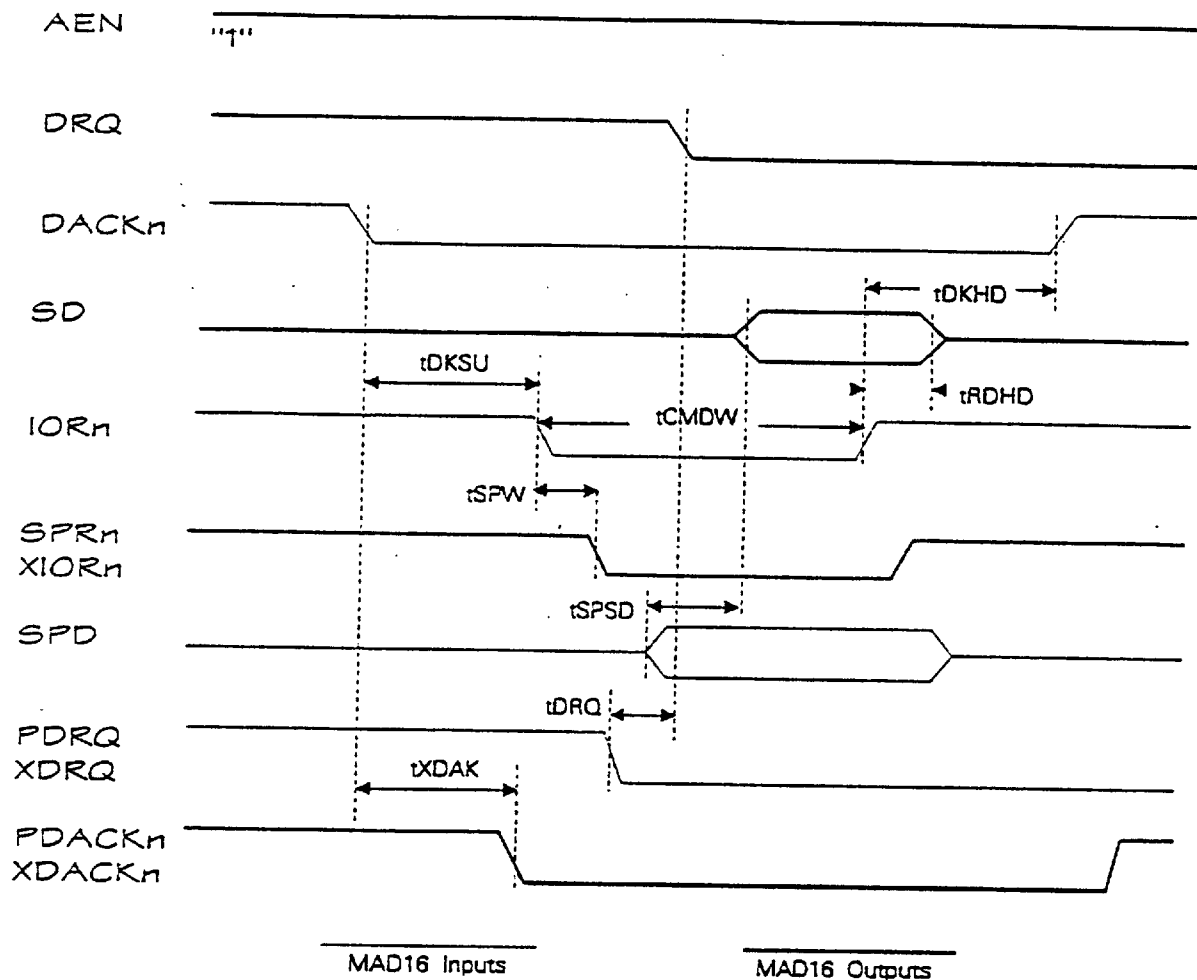 AEN
"1"
DRQ
DACKn
tDKHD
SD
tDKSU
tRDHD
tCMDW
IORn
tSPW
SPRn
XIORn
tSPSD
SPD
tDRQ
PDRQ
XDRQ
tXDAK
PDACKn
XDACKn
MAD16 Inputs
MAD16 Outputs